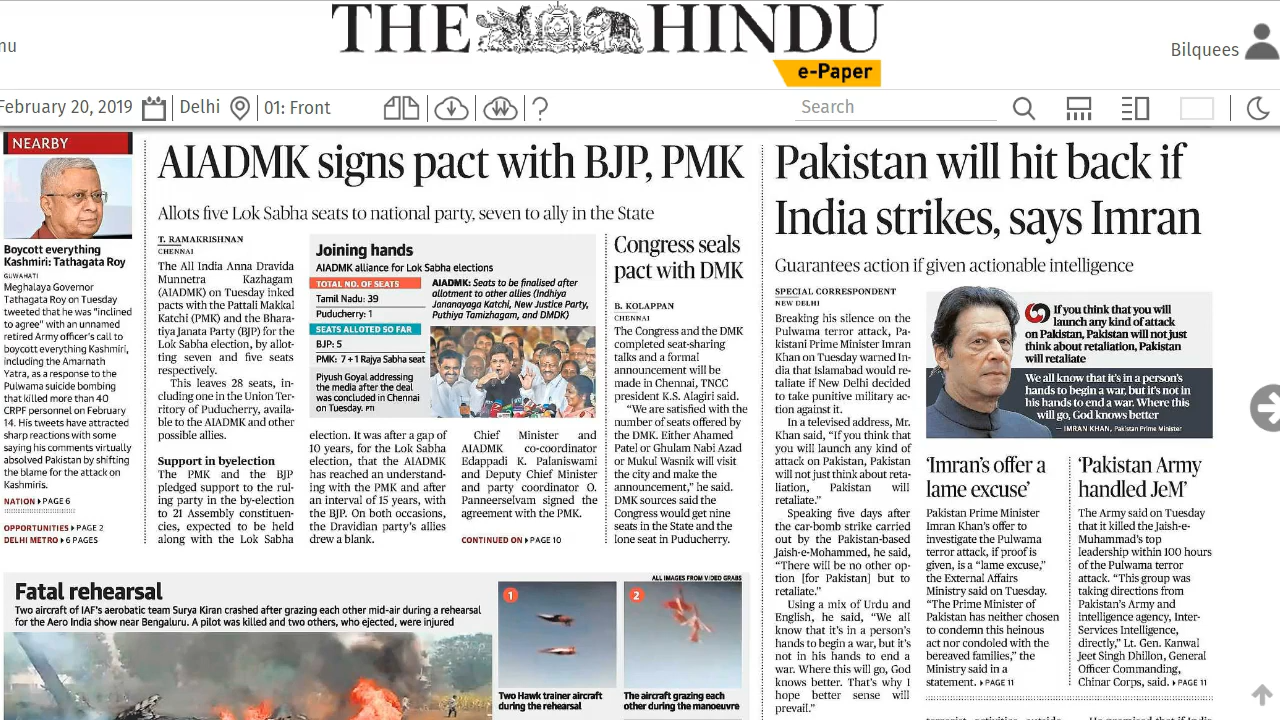 THE HINDU
e-Paper
nu
Bilquees
February 20, 2019
Delhi
01: Front
?
Search
NEARBY
Boycott everything
Kashmiri: Tathagata Roy
GUWAHATI
Meghalaya Governor
Tathagata Roy on Tuesday
tweeted that he was "inclined
to agree" with an unnamed
retired Army officer's call to
boycott everything Kashmiri,
including the Amarnath
Yatra, as a response to the
Pulwama suicide bombing
that killed more than 40
CRPF personnel on February
14. His tweets have attracted
sharp reactions with some
saying his comments virtually
absolved Pakistan by shifting
the blame for the attack on
Kashmiris.
NATION PAGE 6
OPPORTUNITIES PAGE 2
DELHI METRO 6 PAGES
AIADMK signs pact with BJP, PMK
Allots five Lok Sabha seats to national party, seven to ally in the State
T. RAMAKRISHNAN
CHENNAI
The All India Anna Dravida
Munnetra Kazhagam
(AIADMK) on Tuesday inked
pacts with the Pattali Makkal
Katchi (PMK) and the Bhara-
tiya Janata Party (BJP) for the
Lok Sabha election, by allot-
ting seven and five seats
respectively.
This leaves 28 seats, in-
cluding one in the Union Ter-
ritory of Puducherry, availa-
ble to the AIADMK and other
possible allies.
Support in byelection
The PMK and the BJP
pledged support to the rul-
ing party in the by-election
to 21 Assembly constituen-
cies, expected to be held
along with the Lok Sabha
Joining hands
AIADMK alliance for Lok Sabha elections
TOTAL NO. OF SEATS
Tamil Nadu: 39
Puducherry: 1
SEATS ALLOTED SO FAR
BJP: 5
PMK: 7 + 1 Rajya Sabha seat
Piyush Goyal addressing
the media after the deal
was concluded in Chennai
on Tuesday. PTI
AIADMK: Seats to be finalised after
allotment to other allies (Indhiya
Jananayaga Katchi, New Justice Party,
Puthiya Tamizhagam, and DMDK)
election. It was after a gap of
10 years, for the Lok Sabha
election, that the AIADMK
has reached an understand-
ing with the PMK and after
an interval of 15 years, with
the BJP. On both occasions,
the Dravidian party's allies
drew a blank.
Chief Minister and
AIADMK co-coordinator
Edappadi K. Palaniswami
and Deputy Chief Minister
and party coordinator O.
Panneerselvam signed the
agreement with the PMK.
CONTINUED ON PAGE 10
Congress seals
pact with DMK
B. KOLAPPAN
CHENNAI
The Congress and the DMK
completed seat-sharing
talks and a formal
announcement will be
made in Chennai, TNCC
president K.S. Alagiri said.
"We are satisfied with the
number of seats offered by
the DMK. Either Ahamed
Patel or Ghulam Nabi Azad
or Mukul Wasnik will visit
the city and make the
announcement," he said.
DMK sources said the
Congress would get nine
seats in the State and the
lone seat in Puducherry.
Pakistan will hit back if
India strikes, says Imran
Guarantees action if given actionable intelligence
SPECIAL CORRESPONDENT
NEW DELHI
Breaking his silence on the
Pulwama terror attack, Pa-
kistani Prime Minister Imran
Khan on Tuesday warned In-
dia that Islamabad would re-
taliate if New Delhi decided
to take punitive military ac-
tion against it.
In a televised address, Mr.
Khan said, "If you think that
you will launch any kind of
attack on Pakistan, Pakistan
will not just think about reta-
liation, Pakistan will
retaliate."
Speaking five days after
the car-bomb strike carried
out by the Pakistan-based
Jaish-e-Mohammed, he said,
"There will be no other op-
tion [for Pakistan] but to
retaliate."
Using a mix of Urdu and
English, he said, "We all
know that it's in a person's
hands to begin a war, but it's
not in his hands to end a
war. Where this will go, God
knows better. That's why I
hope better sense will
prevail."
If you think that you will
launch any kind of attack
on Pakistan, Pakistan will not just
think about retaliation, Pakistan
will retaliate
We all know that it's in a person's
hands to begin a war, but it's not in
his hands to end a war. Where this
will go, God knows better
— IMRAN KHAN, Pakistan Prime Minister
'Imran's offer a
lame excuse'
Pakistan Prime Minister
Imran Khan's offer to
investigate the Pulwama
terror attack, if proof is
given, is a "lame excuse,"
the External Affairs
Ministry said on Tuesday.
"The Prime Minister of
Pakistan has neither chosen
to condemn this heinous
act nor condoled with the
bereaved families," the
Ministry said in a
statement. PAGE 11
'Pakistan Army
handled JeM'
The Army said on Tuesday
that it killed the Jaish-e-
Muhammad's top
leadership within 100 hours
of the Pulwama terror
attack. "This group was
taking directions from
Pakistan's Army and
intelligence agency, Inter-
Services Intelligence,
directly," Lt. Gen. Kanwal
Jeet Singh Dhillon, General
Officer Commanding,
Chinar Corps, said. PAGE 11
Fatal rehearsal
Two aircraft of IAF's aerobatic team Surya Kiran crashed after grazing each other mid-air during a rehearsal
for the Aero India show near Bengaluru. A pilot was killed and two others, who ejected, were injured
ALL IMAGES FROM VIDEO GRABS
1
2
Two Hawk trainer aircraft
during the rehearsal
The aircraft grazing each
other during the manoeuvre